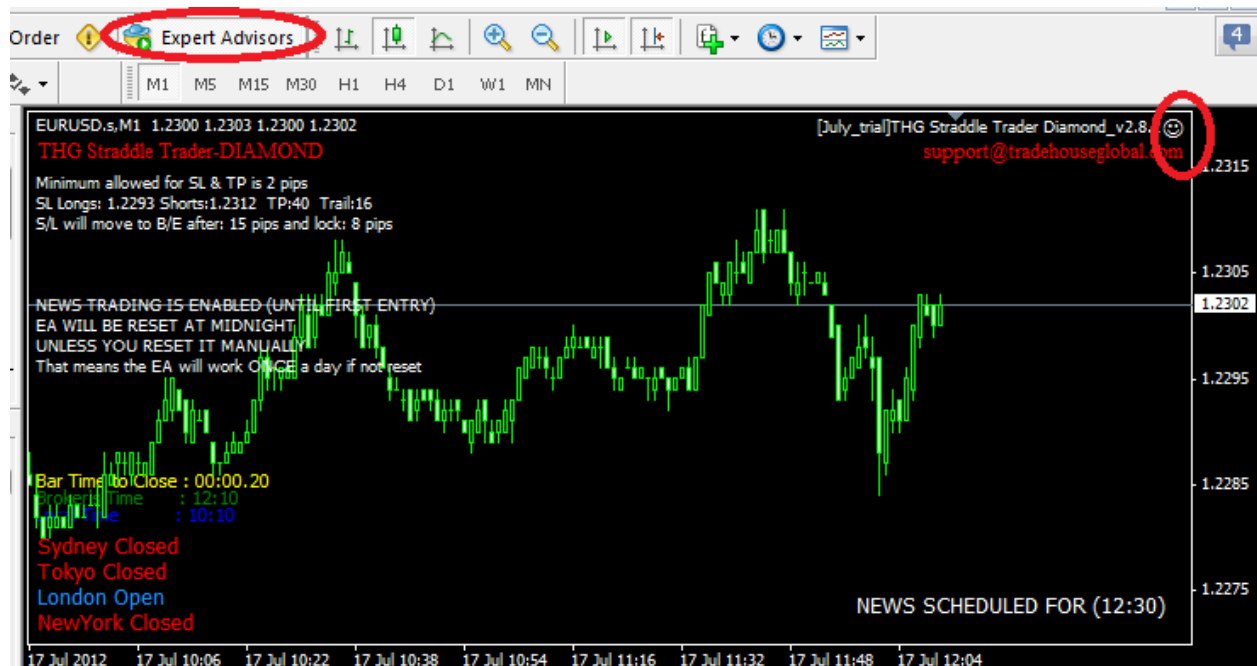 Order Expert Advisors 4
M1 M5 M15 M30 H1 H4 D1 W1 MN
EURUSD.s,M1 1.2300 1.2303 1.2300 1.2302
[July_trial]THG Straddle Trader Diamond_v2.8.
THG Straddle Trader-DIAMOND
support@tradehouseglobal.com
1.2315
Minimum allowed for SL & TP is 2 pips
SL Longs: 1.2293 Shorts:1.2312 TP:40 Trail:16
S/L will move to B/E after: 15 pips and lock: 8 pips
1.2305
NEWS TRADING IS ENABLED (UNTIL FIRST ENTRY)
1.2302
EA WILL BE RESET AT MIDNIGHT
UNLESS YOU RESET IT MANUALLY
That means the EA will work ONCE a day if not reset
1.2295
Bar Time to Close : 00:00.20
1.2285
Broker's Time : 12:10
Time : 10:10
Sydney Closed
Tokyo Closed
London Open
1.2275
NEWS SCHEDULED FOR (12:30)
NewYork Closed
17 Jul 2012 17 Jul 10:06 17 Jul 10:22 17 Jul 10:38 17 Jul 10:54 17 Jul 11:16 17 Jul 11:32 17 Jul 11:48 17 Jul 12:04